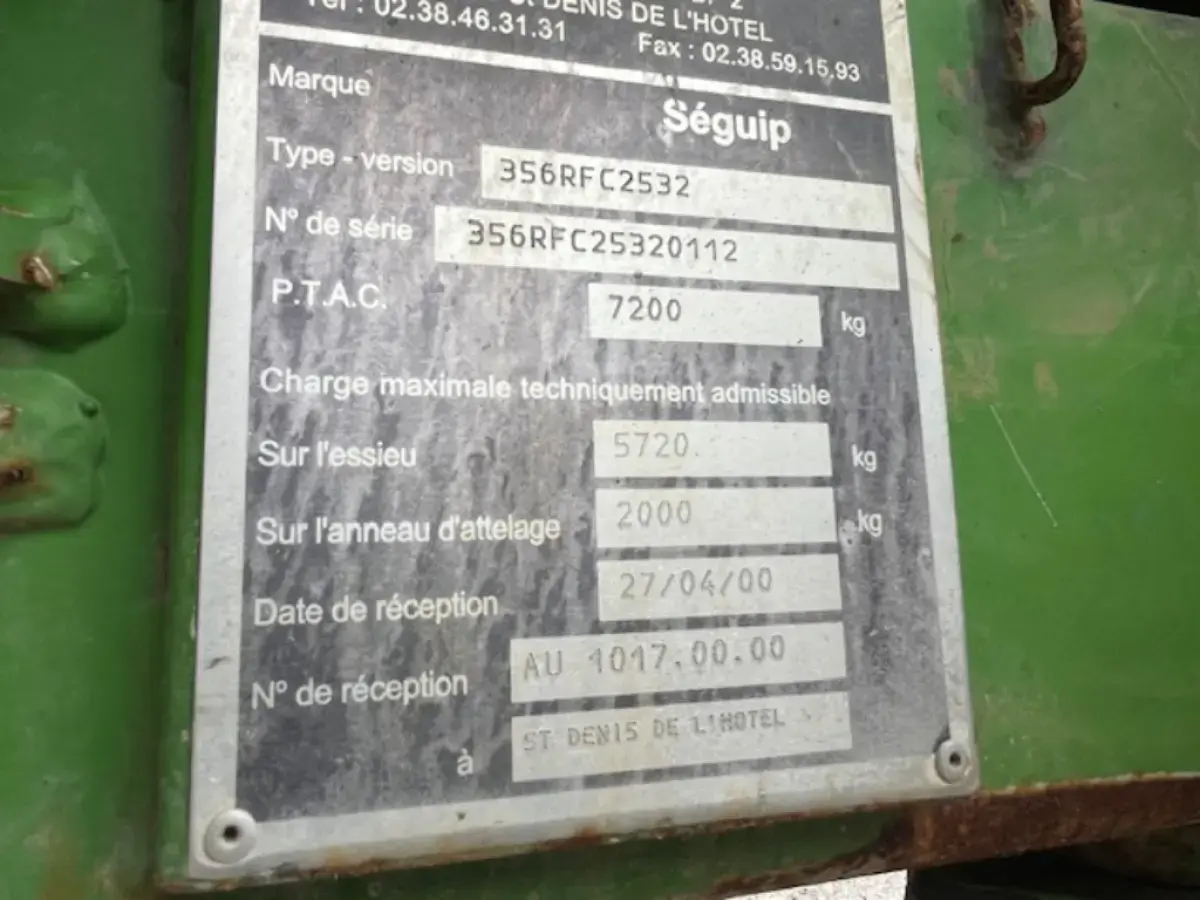 ST DENIS DE L'HOTEL
Tel : 02.38.46.31.31
Fax : 02.38.59.15.93
Marque
Séguip
Type - version 356RFC2532
N° de série 356RFC25320112
P.T.A.C. 7200 kg
Charge maximale techniquement admissible
Sur l'essieu 5720 kg
Sur l'anneau d'attelage 2000 kg
Date de réception 27/04/00
N° de réception AU 1017.00.00
à ST DENIS DE L'HOTEL